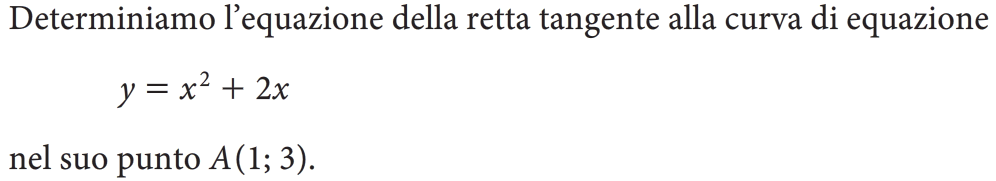 Determiniamo l’equazione della retta tangente alla curva di equazione
y = x² + 2x
nel suo punto A(1; 3).